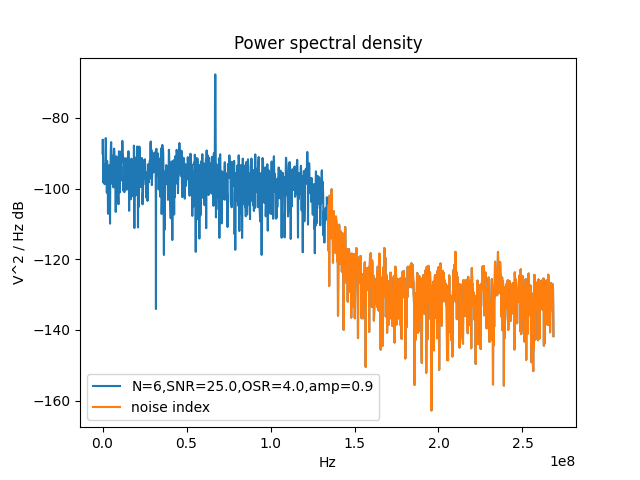 Power spectral density
V^2 / Hz dB
−80
−100
−120
−140
−160
N=6,SNR=25.0,OSR=4.0,amp=0.9
noise index
0.0 0.5 1.0 1.5 2.0 2.5
1e8
Hz